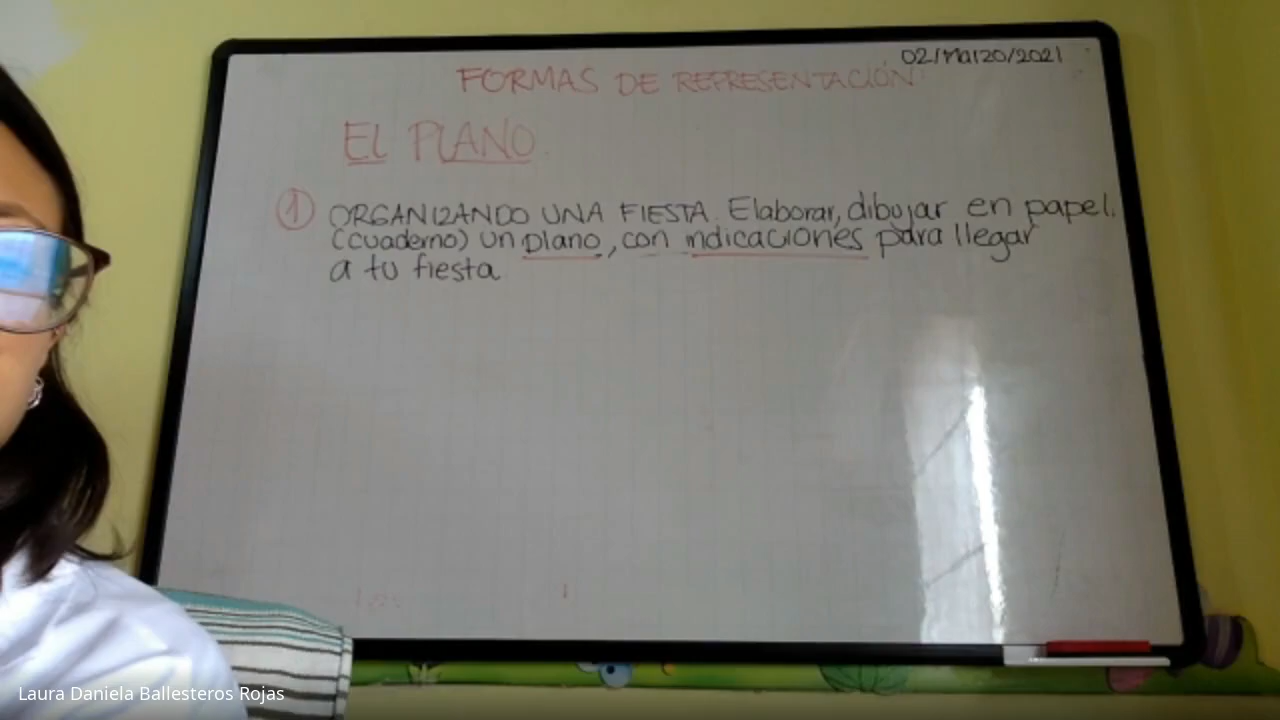 02/Marzo/2021
FORMAS DE REPRESENTACIÓN
EL PLANO.
1 ORGANIZANDO UNA FIESTA. Elaborar, dibujar en papel.
(cuaderno) un plano, con indicaciones para llegar
a tu fiesta
Laura Daniela Ballesteros Rojas